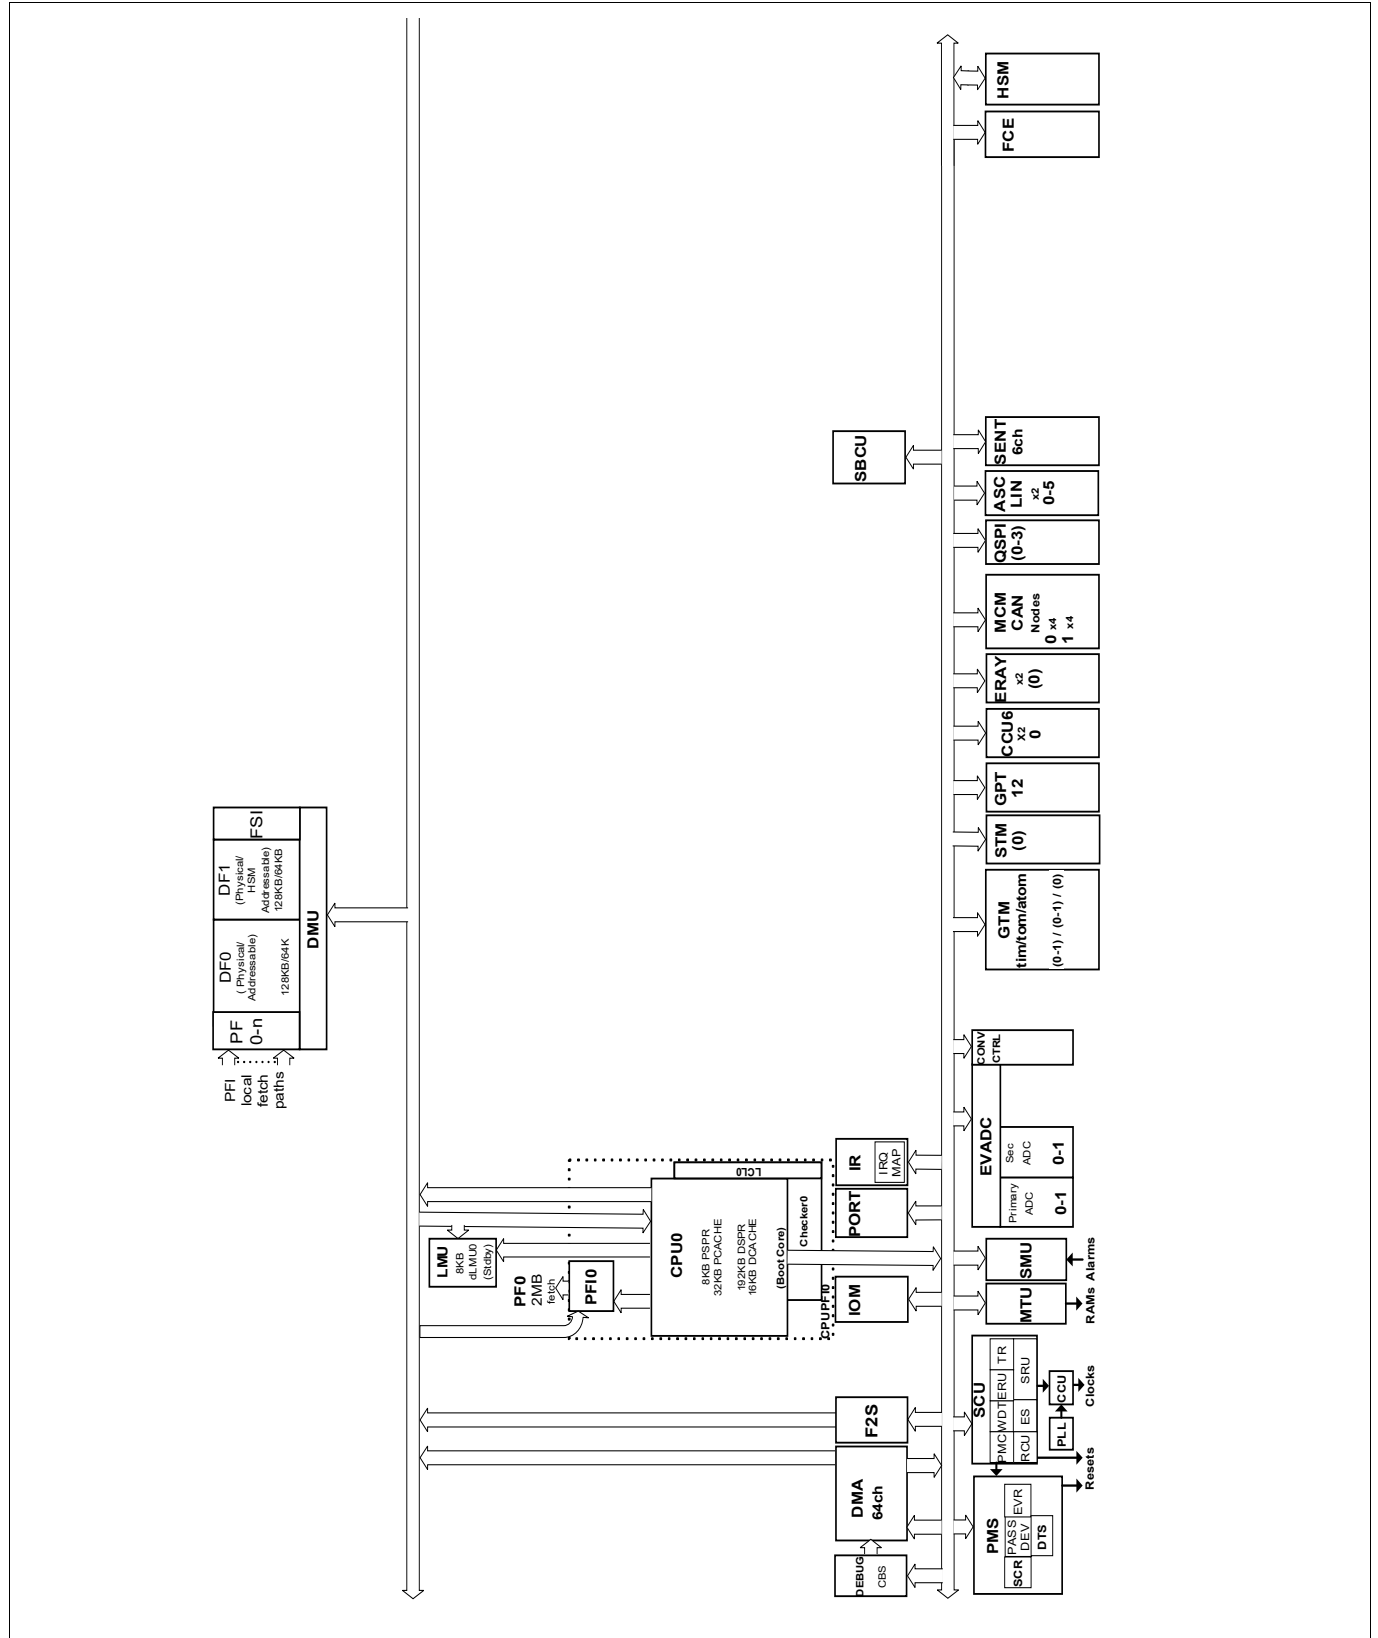 PFI
local
fetch
paths
PF
0-n
DF0
( Physical/
Addressable)
128KB/64K
DF1
(Physical/
HSM
Addressable)
128KB/64KB
FSI
DMU
LMU
8KB
dLMU0
(Stdby)
PF0
2MB
fetch
PFI0
CPU0
8KB PSPR
32KB PCACHE
192KB DSPR
16KB DCACHE
(Boot Core)
Checker0
LCL0
CPUPFI0
DEBUG
CBS
DMA
64ch
F2S
IOM
PORT
IR
IRQ
MAP
SBCU
PMS
SCR
PASS
DEV
EVR
DTS
SCU
PMC
WDT
ERU
TR
RCU
ES
SRU
PLL
CCU
Resets
Clocks
MTU
RAMs
SMU
Alarms
EVADC
Primary
ADC
0-1
Sec
ADC
0-1
CONV
CTRL
GTM
tim/tom/atom
(0-1) / (0-1) / (0)
STM
(0)
GPT
12
CCU6
X2
0
ERAY
x2
(0)
MCM
CAN
Nodes
0 x4
1 x4
QSPI
(0-3)
ASC
LIN
x2
0-5
SENT
6ch
FCE
HSM